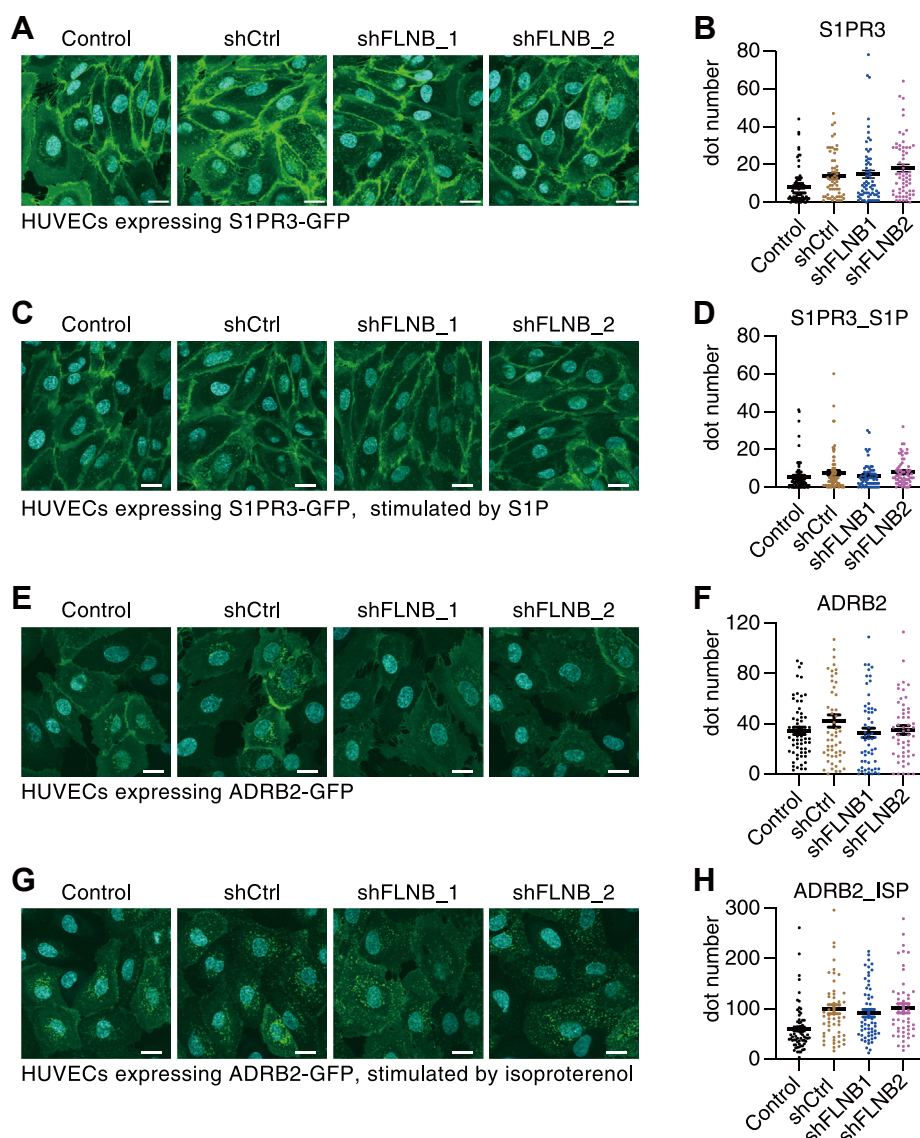 A
Control shCtrl shFLNB_1 shFLNB_2
HUVECs expressing S1PR3-GFP
B
S1PR3
dot number
80
60
40
20
0
Control shCtrl shFLNB1 shFLNB2
C
Control shCtrl shFLNB_1 shFLNB_2
HUVECs expressing S1PR3-GFP, stimulated by S1P
D
S1PR3_S1P
dot number
80
60
40
20
0
Control shCtrl shFLNB1 shFLNB2
E
Control shCtrl shFLNB_1 shFLNB_2
HUVECs expressing ADRB2-GFP
F
ADRB2
dot number
120
80
40
0
Control shCtrl shFLNB1 shFLNB2
G
Control shCtrl shFLNB_1 shFLNB_2
HUVECs expressing ADRB2-GFP, stimulated by isoproterenol
H
ADRB2_ISP
dot number
300
200
100
50
0
Control shCtrl shFLNB1 shFLNB2